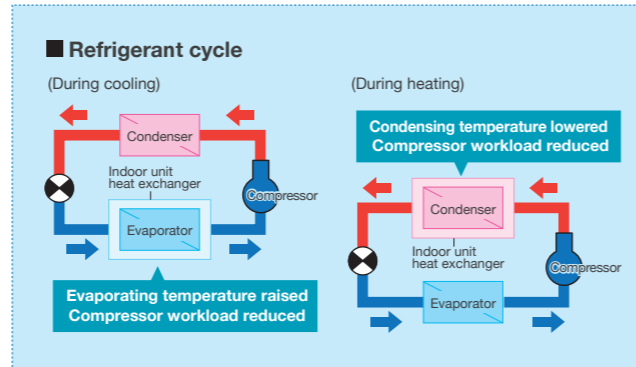 ■ Refrigerant cycle
(During cooling)
Condenser
Indoor unit
heat exchanger
Compressor
Evaporator
Evaporating temperature raised
Compressor workload reduced
(During heating)
Condensing temperature lowered
Compressor workload reduced
Condenser
Indoor unit
heat exchanger
Compressor
Evaporator